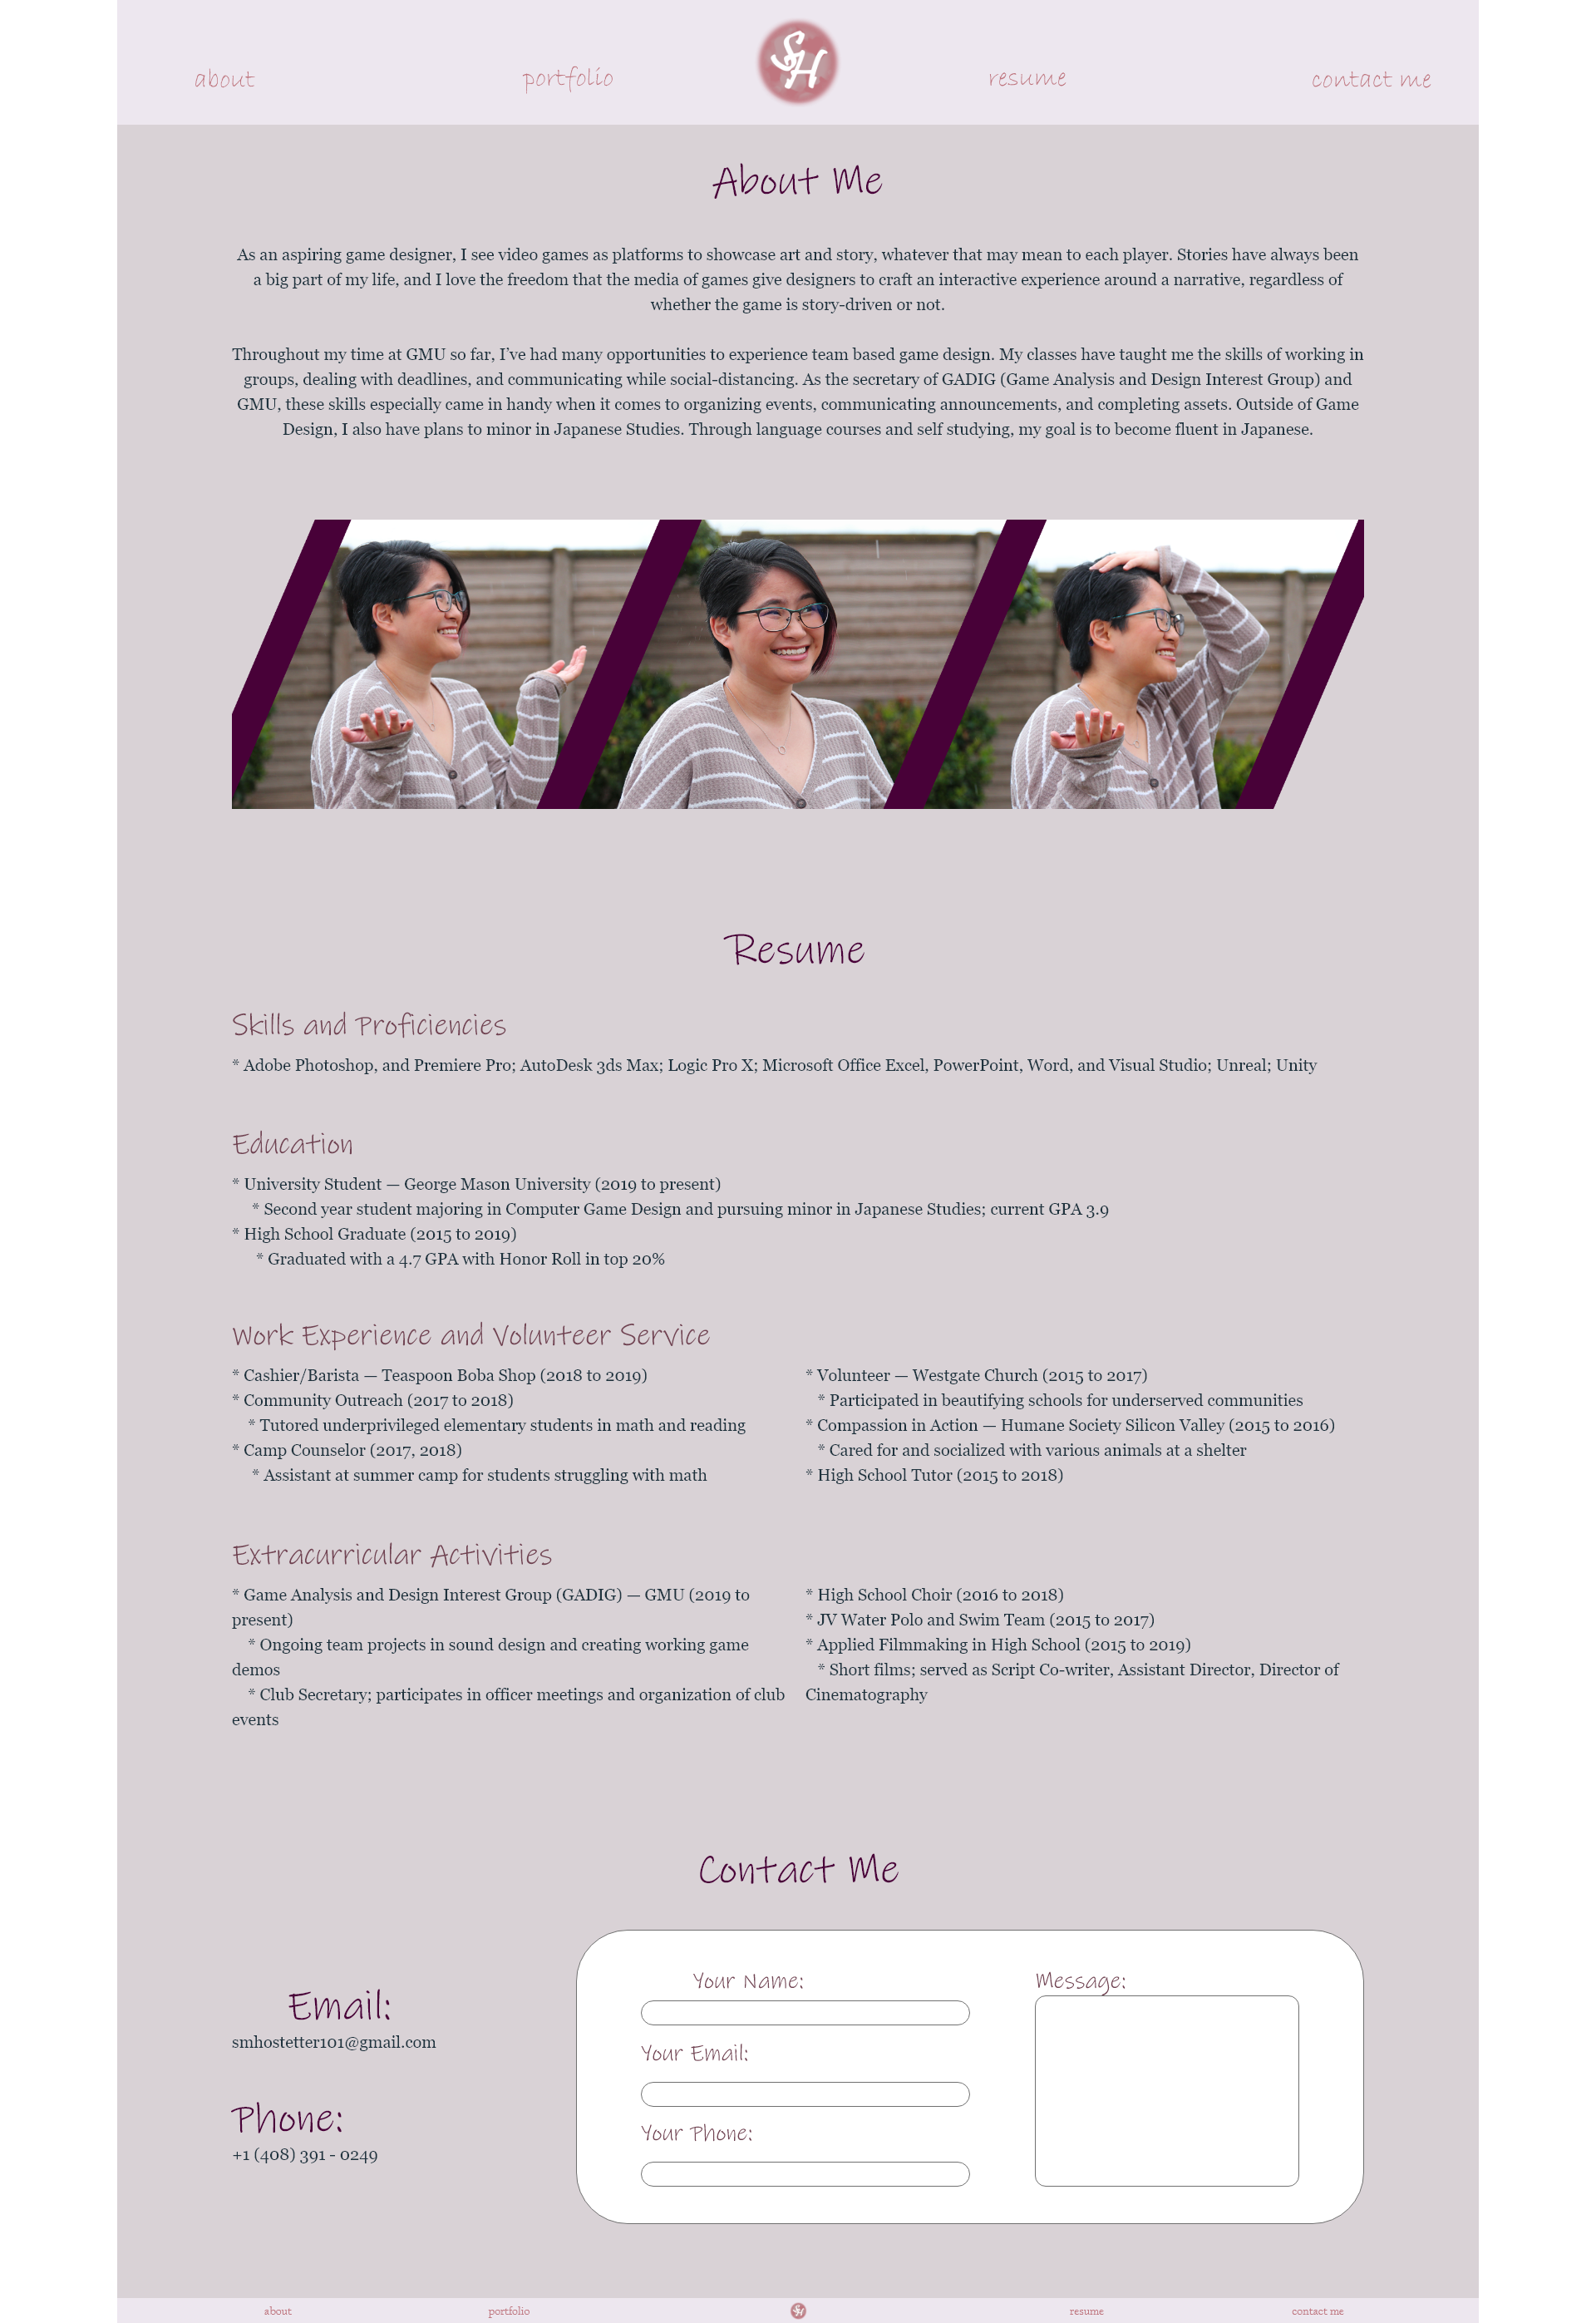 about
portfolio
SH
resume
contact me
About Me
As an aspiring game designer, I see video games as platforms to showcase art and story, whatever that may mean to each player. Stories have always been
a big part of my life, and I love the freedom that the media of games give designers to craft an interactive experience around a narrative, regardless of
whether the game is story-driven or not.
Throughout my time at GMU so far, I’ve had many opportunities to experience team based game design. My classes have taught me the skills of working in
groups, dealing with deadlines, and communicating while social-distancing. As the secretary of GADIG (Game Analysis and Design Interest Group) and
GMU, these skills especially came in handy when it comes to organizing events, communicating announcements, and completing assets. Outside of Game
Design, I also have plans to minor in Japanese Studies. Through language courses and self studying, my goal is to become fluent in Japanese.
Resume
Skills and Proficiencies
* Adobe Photoshop, and Premiere Pro; AutoDesk 3ds Max; Logic Pro X; Microsoft Office Excel, PowerPoint, Word, and Visual Studio; Unreal; Unity
Education
* University Student — George Mason University (2019 to present)
* Second year student majoring in Computer Game Design and pursuing minor in Japanese Studies; current GPA 3.9
* High School Graduate (2015 to 2019)
* Graduated with a 4.7 GPA with Honor Roll in top 20%
Work Experience and Volunteer Service
* Cashier/Barista — Teaspoon Boba Shop (2018 to 2019)
* Community Outreach (2017 to 2018)
* Tutored underprivileged elementary students in math and reading
* Camp Counselor (2017, 2018)
* Assistant at summer camp for students struggling with math
* Volunteer — Westgate Church (2015 to 2017)
* Participated in beautifying schools for underserved communities
* Compassion in Action — Humane Society Silicon Valley (2015 to 2016)
* Cared for and socialized with various animals at a shelter
* High School Tutor (2015 to 2018)
Extracurricular Activities
* Game Analysis and Design Interest Group (GADIG) — GMU (2019 to
present)
* Ongoing team projects in sound design and creating working game
demos
* Club Secretary; participates in officer meetings and organization of club
events
* High School Choir (2016 to 2018)
* JV Water Polo and Swim Team (2015 to 2017)
* Applied Filmmaking in High School (2015 to 2019)
* Short films; served as Script Co-writer, Assistant Director, Director of
Cinematography
Contact Me
Email:
smhostetter101@gmail.com
Phone:
+1 (408) 391 - 0249
Your Name:
Your Email:
Your Phone:
Message:
about
portfolio
SH
resume
contact me